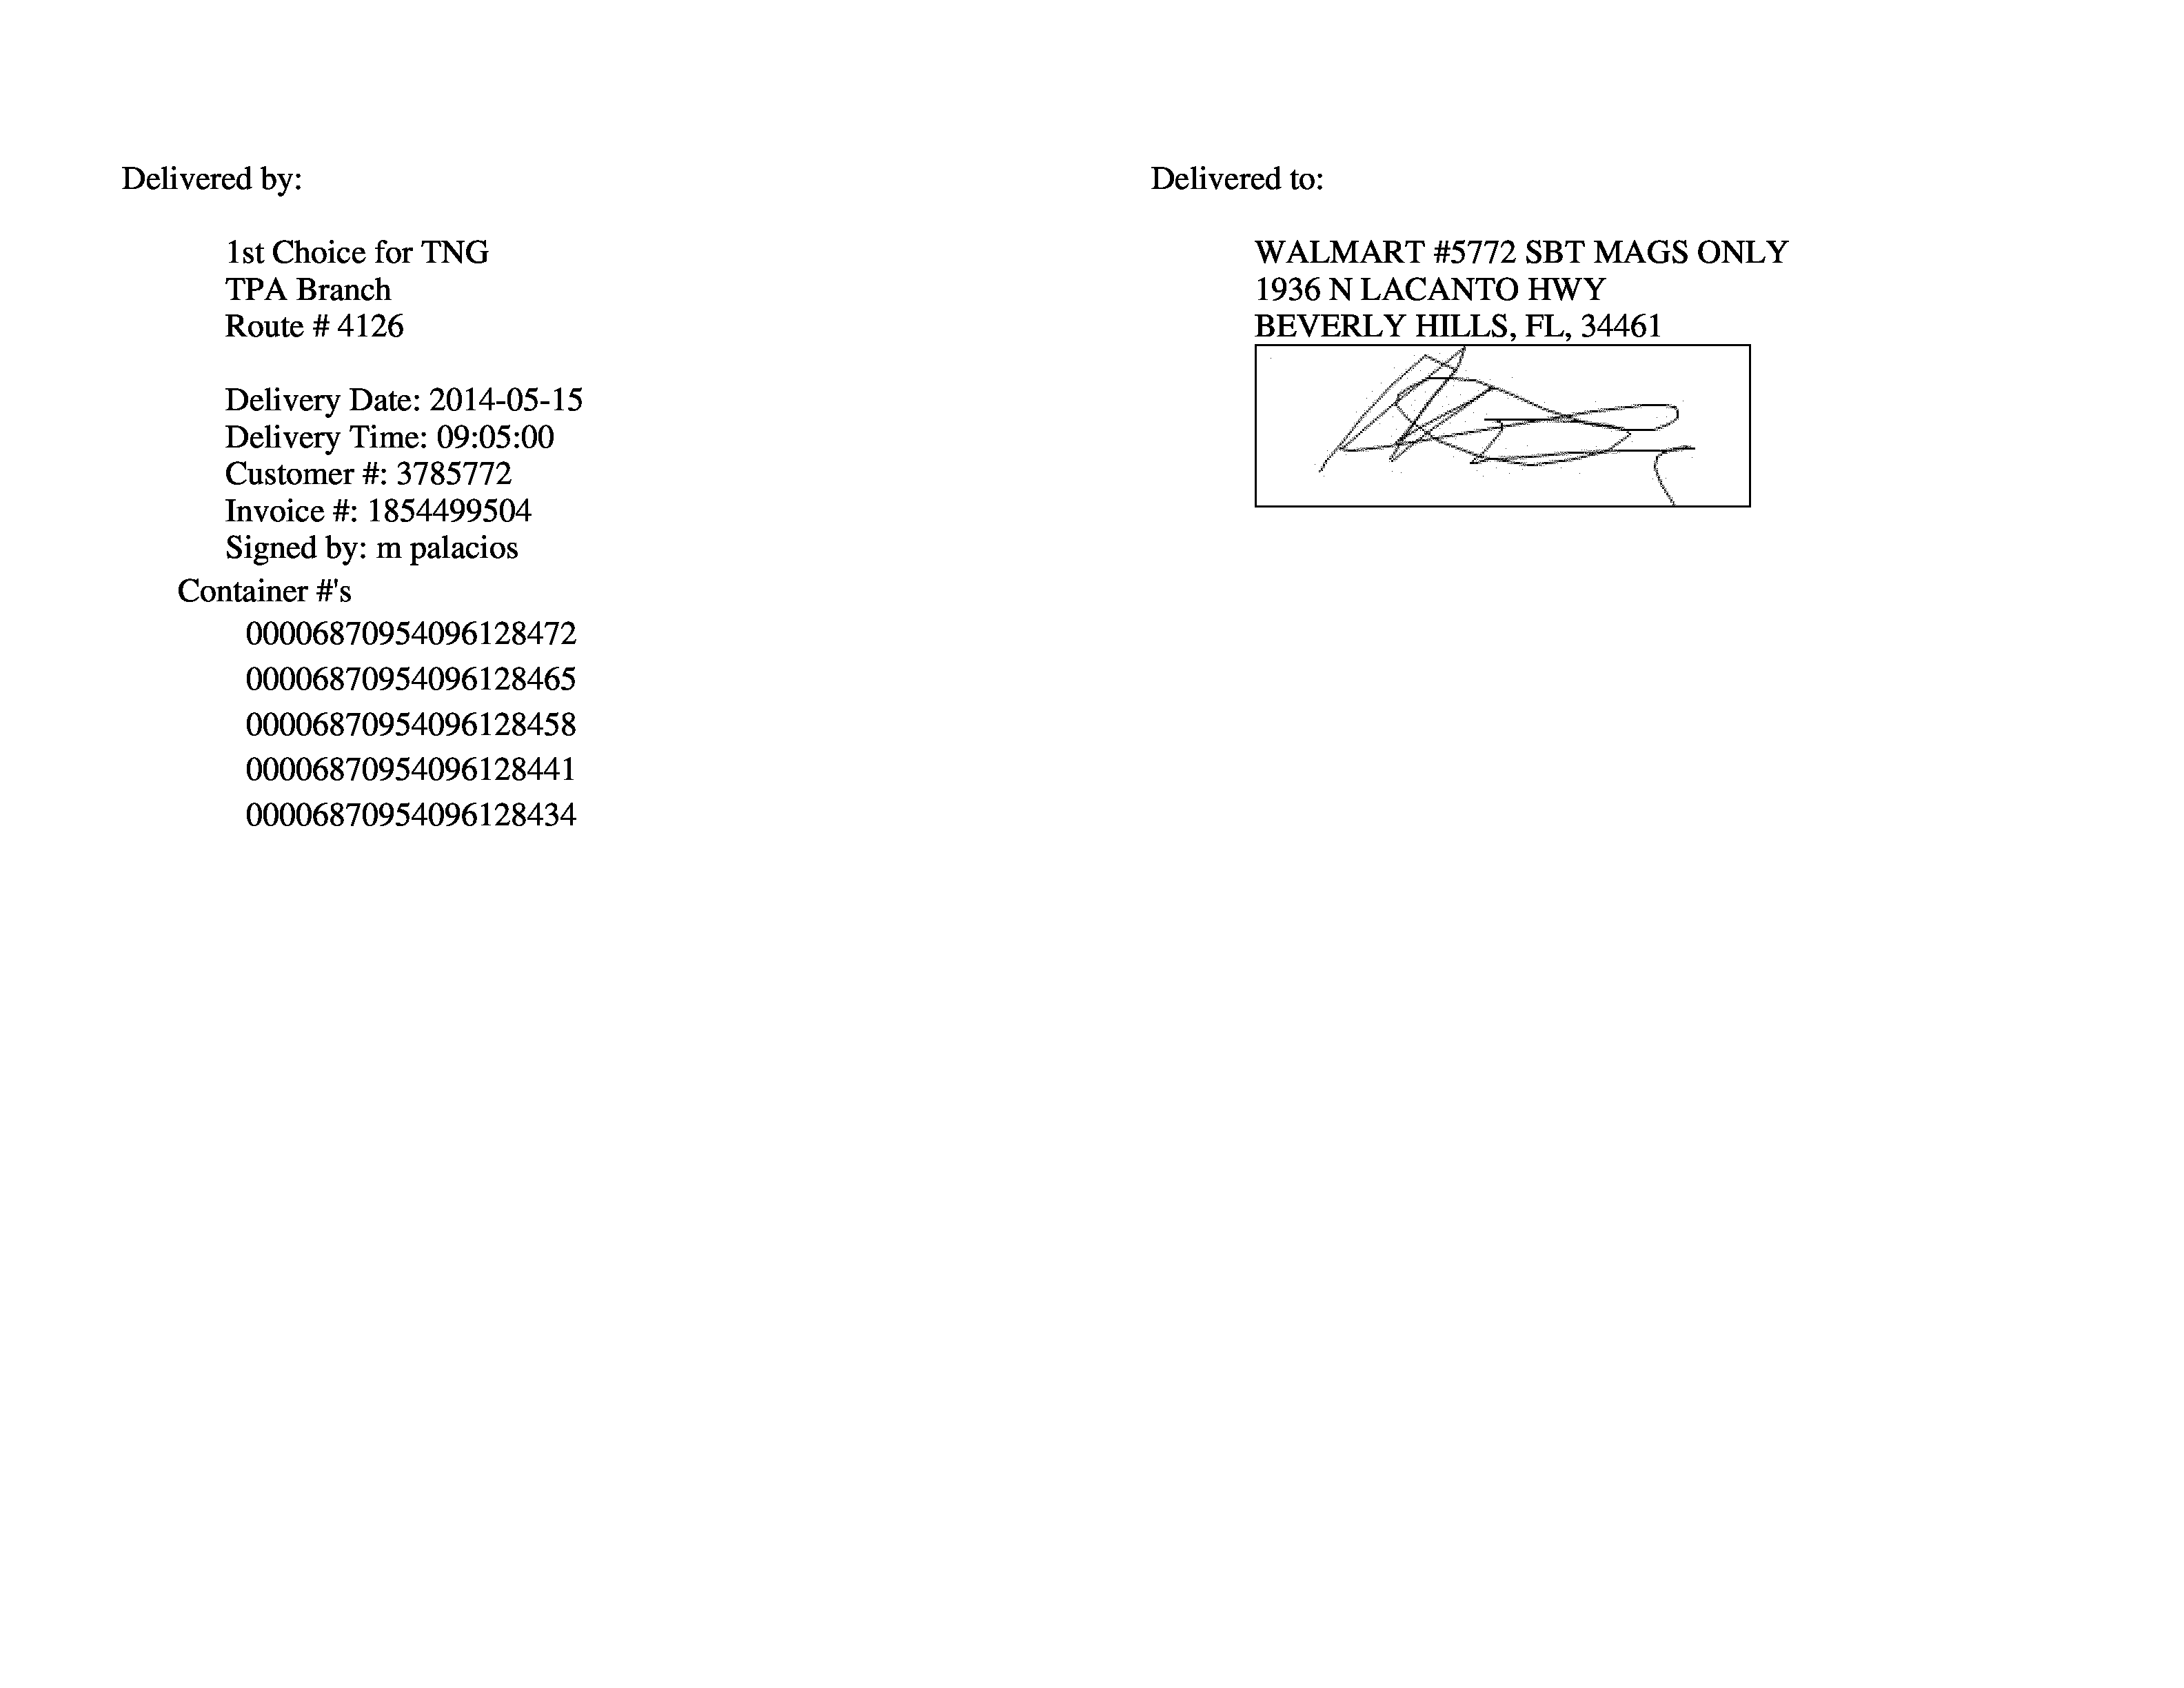 Delivered by:
1st Choice for TNG
TPA Branch
Route # 4126
Delivery Date: 2014-05-15
Delivery Time: 09:05:00
Customer #: 3785772
Invoice #: 1854499504
Signed by: m palacios
Container #'s
00006870954096128472
00006870954096128465
00006870954096128458
00006870954096128441
00006870954096128434
Delivered to:
WALMART #5772 SBT MAGS ONLY
1936 N LACANTO HWY
BEVERLY HILLS, FL, 34461